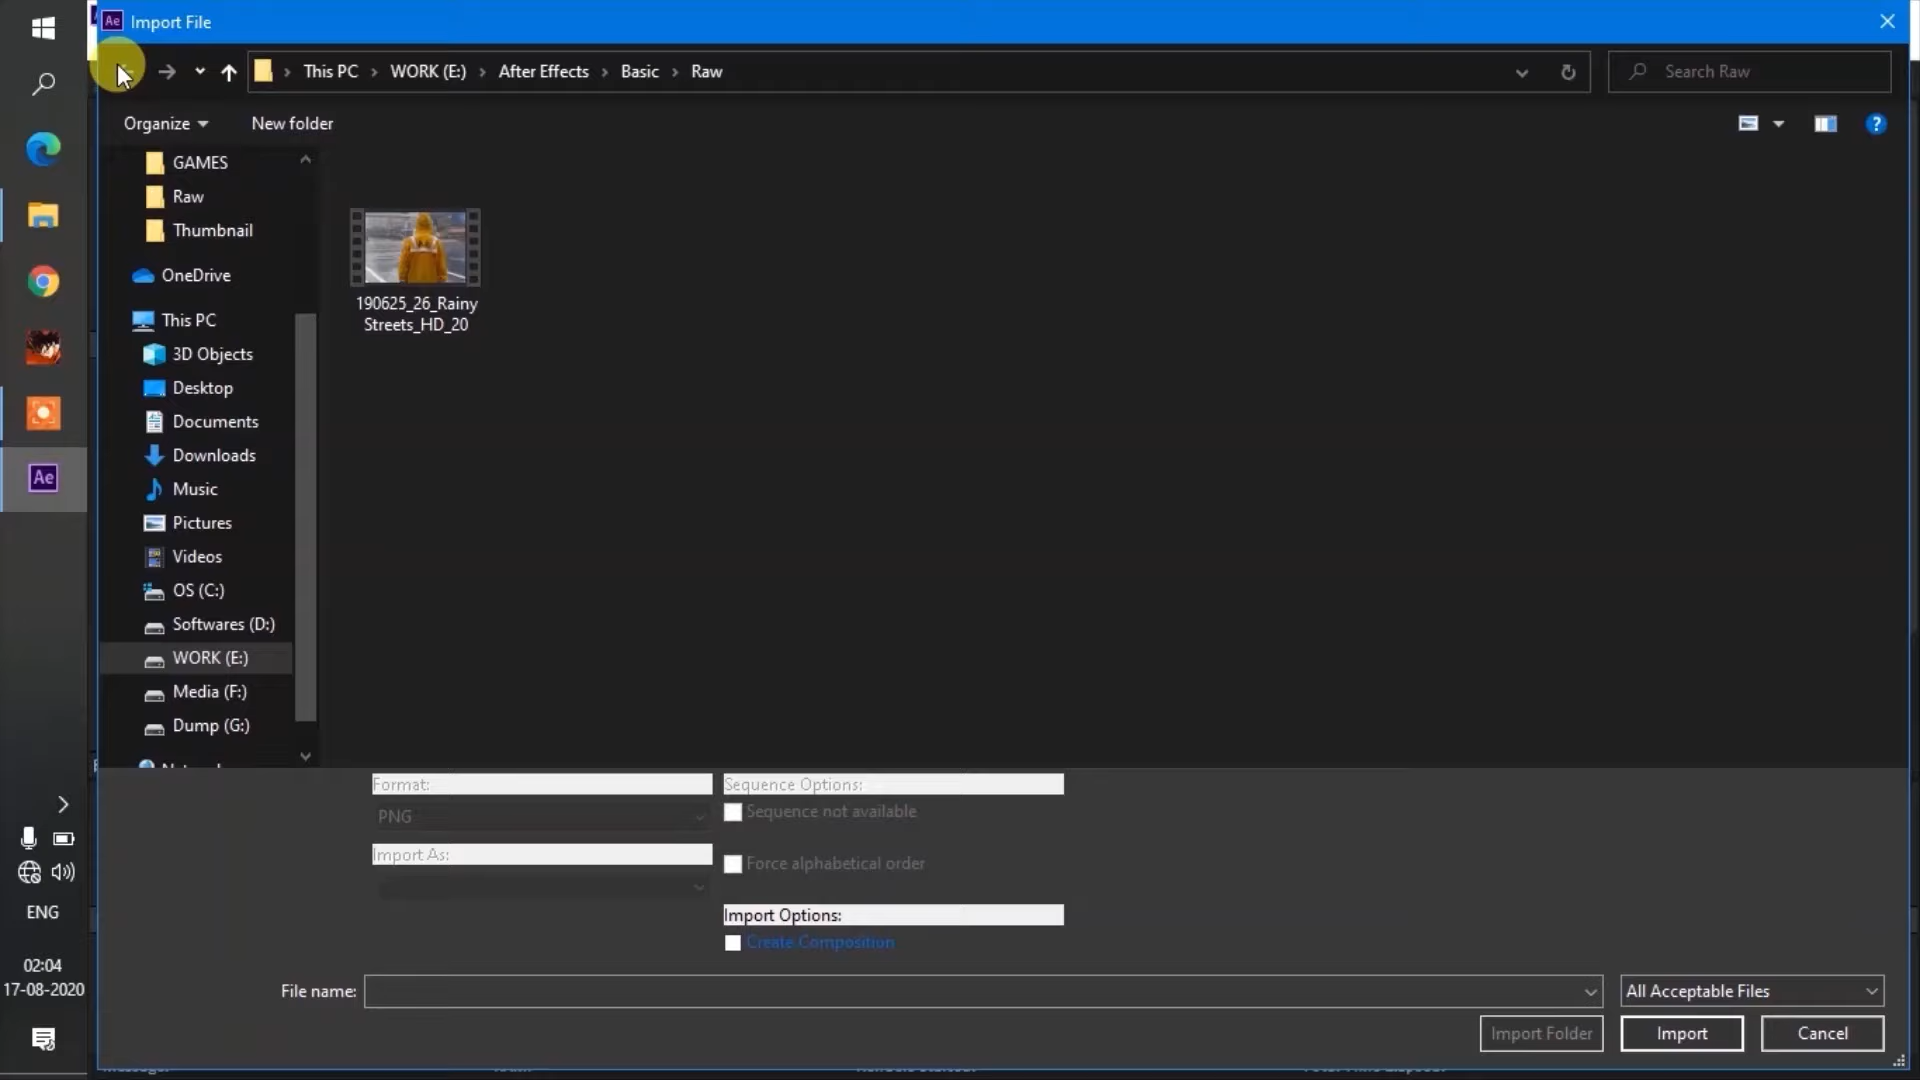 Ae Import File
This PC > WORK (E:) > After Effects > Basic > Raw
Search Raw
Organize
New folder
?
GAMES
Raw
Thumbnail
OneDrive
This PC
3D Objects
Desktop
Documents
Downloads
Music
Pictures
Videos
OS (C:)
Softwares (D:)
WORK (E:)
Media (F:)
Dump (G:)
190625_26_Rainy
Streets_HD_20
Ae
Format:
PNG
Import As:
Sequence Options:
Sequence not available
Force alphabetical order
Import Options:
Create Composition
File name:
All Acceptable Files
Import Folder
Import
Cancel
ENG
02:04
17-08-2020